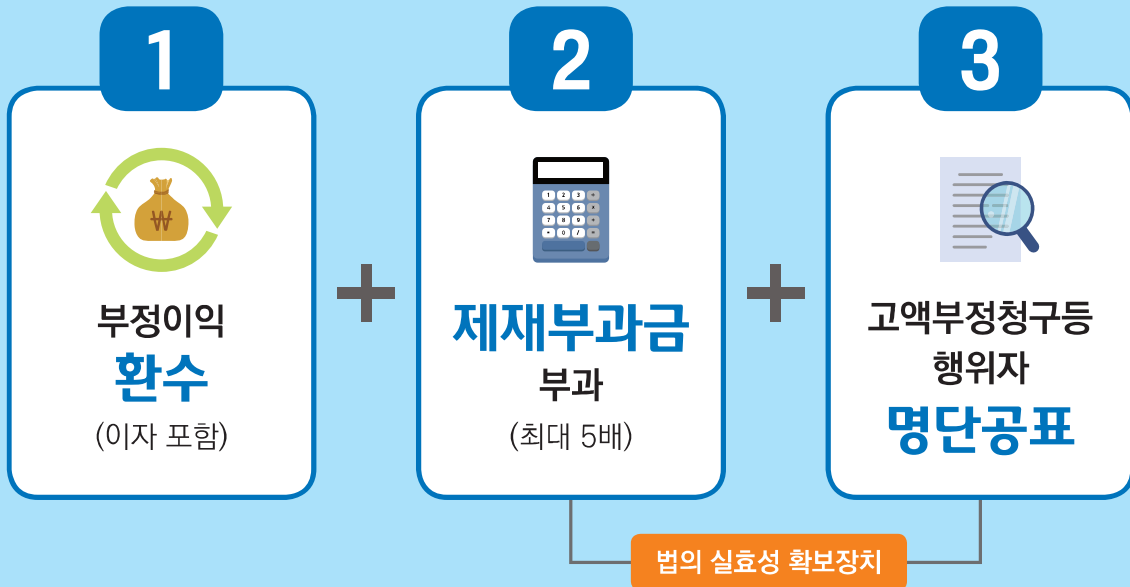 1
부정이익
환수
(이자 포함)
2
제재부과금
부과
(최대 5배)
3
고액부정청구등
행위자
명단공표
법의 실효성 확보장치